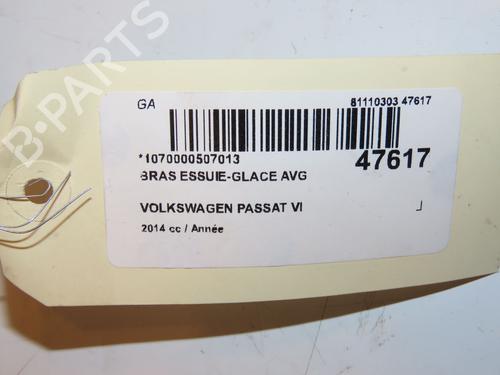 B-PARTS
GA
81110303 47617
*1070000507013
47617
BRAS ESSUIE-GLACE AVG
VOLKSWAGEN PASSAT VI
2014 cc / Année